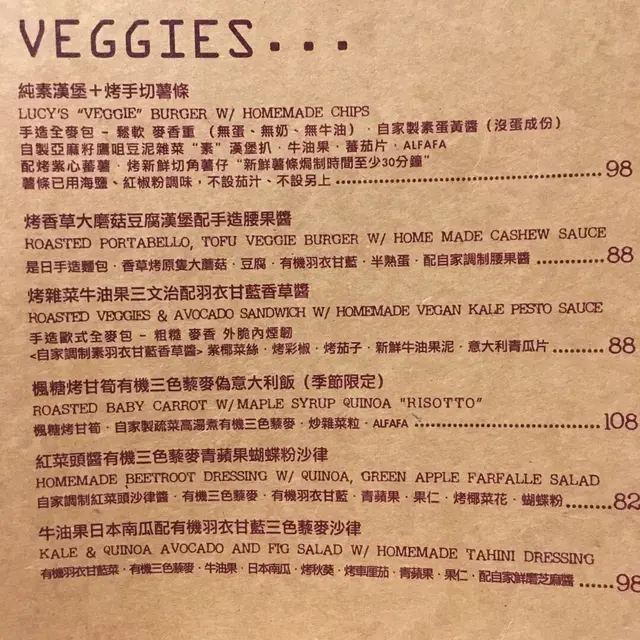 VEGGIES...
純素漢堡＋烤手切薯條
LUCY'S "VEGGIE" BURGER W/ HOMEMADE CHIPS
手造全麥包 - 鬆軟 麥香重 （無蛋、無奶、無牛油）· 自家製素蛋黃醬（沒蛋成份）
自製亞麻籽鷹咀豆泥雜菜 "素" 漢堡扒 · 牛油果 · 蕃茄片 · ALFAFA
配烤紫心蕃薯 · 烤新鮮切角薯仔 "新鮮薯條焗制時間至少30分鐘"
薯條已用海鹽、紅椒粉調味，不設茄汁、不設另上 .......... 98
烤香草大磨菇豆腐漢堡配手造腰果醬
ROASTED PORTABELLO, TOFU VEGGIE BURGER W/ HOME MADE CASHEW SAUCE
是日手造麵包 · 香草烤原隻大蘑菇 · 豆腐 · 有機羽衣甘藍 · 半熟蛋 · 配自家調制腰果醬 .......... 88
烤雜菜牛油果三文治配羽衣甘藍香草醬
ROASTED VEGGIES & AVOCADO SANDWICH W/ HOMEMADE VEGAN KALE PESTO SAUCE
手造歐式全麥包 - 粗糙 麥香 外脆內煙韌
<自家調制素羽衣甘藍香草醬> 紫椰菜絲 · 烤彩椒 · 烤茄子 · 新鮮牛油果泥 · 意大利青瓜片 .......... 88
楓糖烤甘筍有機三色藜麥偽意大利飯（季節限定）
ROASTED BABY CARROT W/ MAPLE SYRUP QUINOA "RISOTTO"
楓糖烤甘筍 · 自家製疏菜高湯煮有機三色藜麥 · 炒雜菜粒 · ALFAFA .......... 108
紅菜頭醬有機三色藜麥青蘋果蝴蝶粉沙律
HOMEMADE BEETROOT DRESSING W/ QUINOA, GREEN APPLE FARFALLE SALAD
自家調制紅菜頭沙律醬 · 有機三色藜麥 · 有機羽衣甘藍 · 青蘋果 · 果仁 · 烤椰菜花 · 蝴蝶粉 .......... 82
牛油果日本南瓜配有機羽衣甘藍三色藜麥沙律
KALE & QUINOA AVOCADO AND FIG SALAD W/ HOMEMADE TAHINI DRESSING
有機羽衣甘藍菜 · 有機三色藜麥 · 牛油果 · 日本南瓜 · 烤秋葵 · 烤車厘茄 · 青蘋果 · 果仁 · 配自家鮮磨芝麻醬 ...... 98